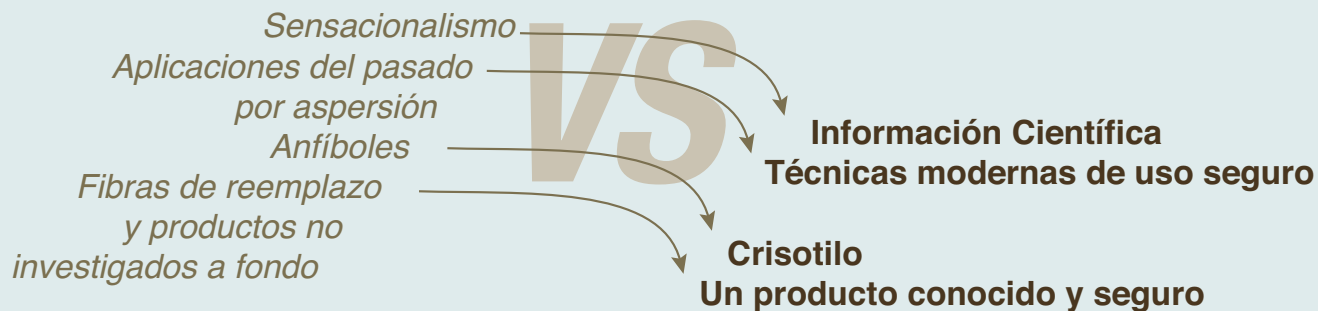 Sensacionalismo
Aplicaciones del pasado
por aspersión
Anfíboles
Fibras de reemplazo
y productos no
investigados a fondo
VS
Información Científica
Técnicas modernas de uso seguro
Crisotilo
Un producto conocido y seguro